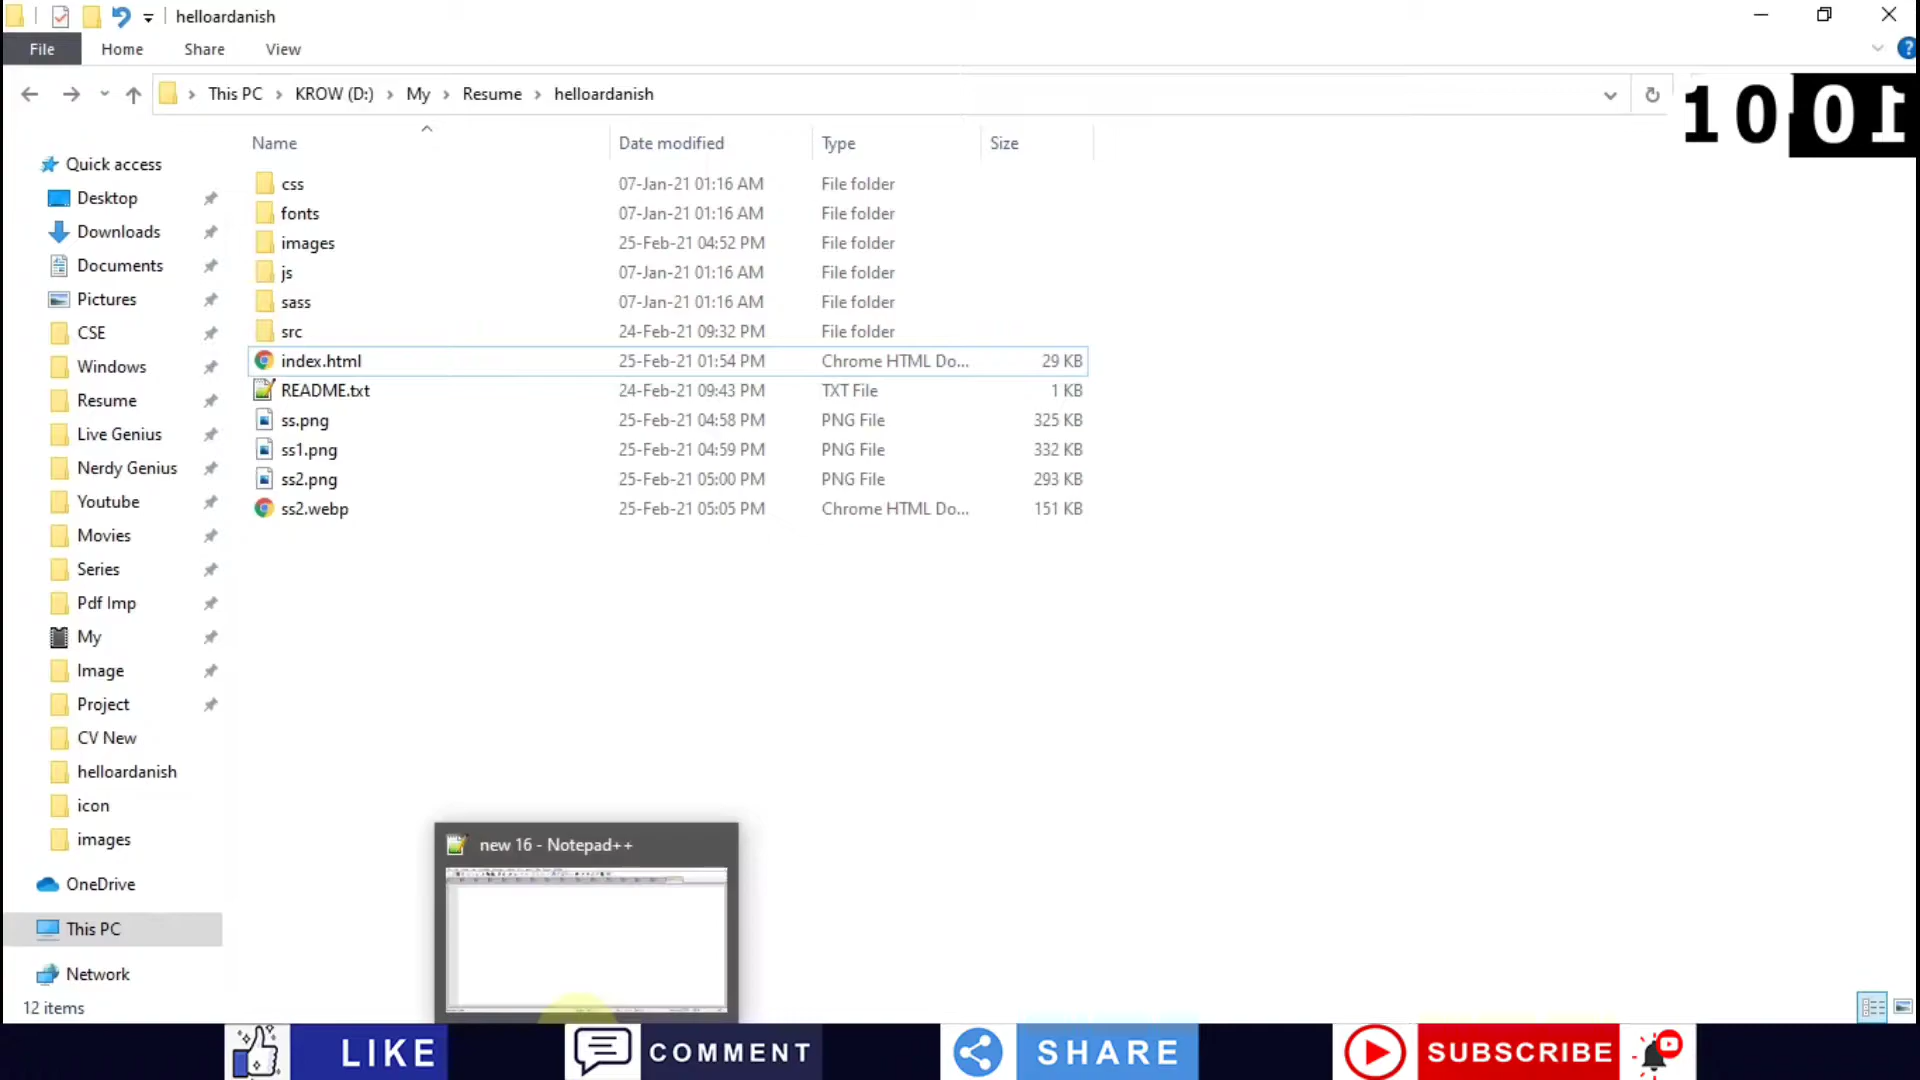 helloardanish
File Home Share View
This PC KROW (D:) My Resume helloardanish
10 01
Name Date modified Type Size
Quick access
Desktop
Downloads
Documents
Pictures
CSE
Windows
Resume
Live Genius
Nerdy Genius
Youtube
Movies
Series
Pdf Imp
My
Image
Project
CV New
helloardanish
icon
images
OneDrive
This PC
Network
css 07-Jan-21 01:16 AM File folder
fonts 07-Jan-21 01:16 AM File folder
images 25-Feb-21 04:52 PM File folder
js 07-Jan-21 01:16 AM File folder
sass 07-Jan-21 01:16 AM File folder
src 24-Feb-21 09:32 PM File folder
index.html 25-Feb-21 01:54 PM Chrome HTML Do... 29 KB
README.txt 24-Feb-21 09:43 PM TXT File 1 KB
ss.png 25-Feb-21 04:58 PM PNG File 325 KB
ss1.png 25-Feb-21 04:59 PM PNG File 332 KB
ss2.png 25-Feb-21 05:00 PM PNG File 293 KB
ss2.webp 25-Feb-21 05:05 PM Chrome HTML Do... 151 KB
new 16 - Notepad++
12 items
LIKE COMMENT SHARE SUBSCRIBE